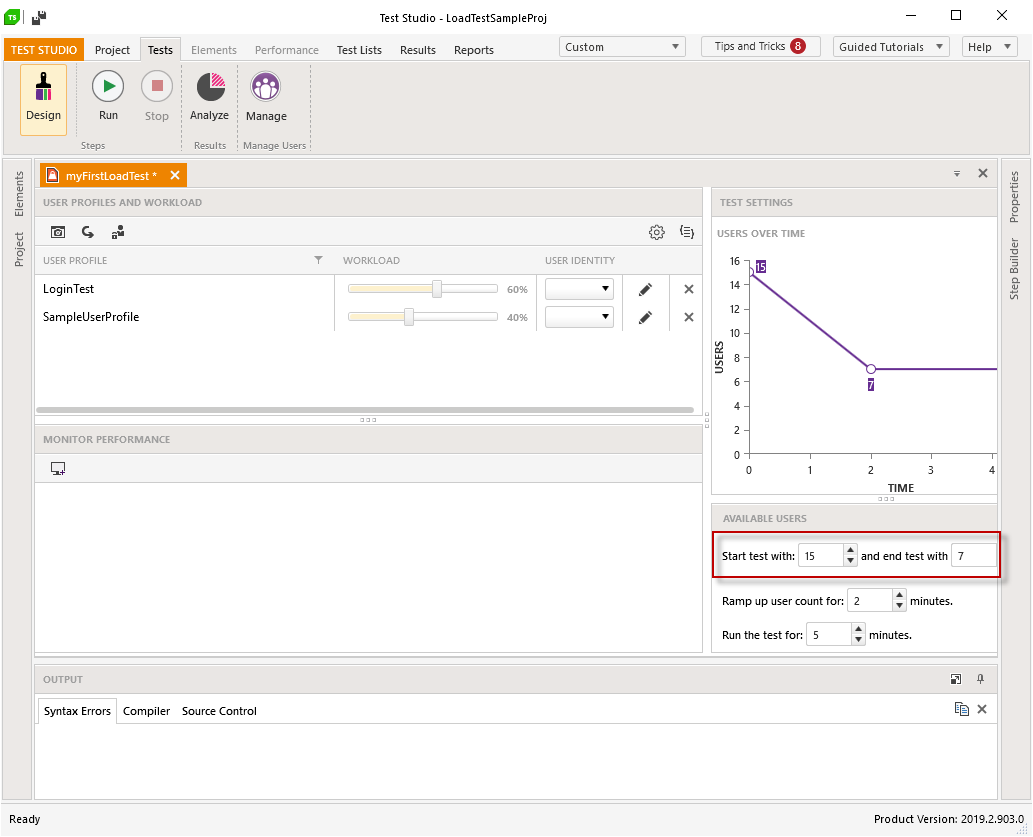 TS
Test Studio - LoadTestSampleProj
TEST STUDIO Project Tests Elements Performance Test Lists Results Reports Custom Tips and Tricks 8 Guided Tutorials Help
Design Run Stop Analyze Manage
Steps Results Manage Users
Elements
Project
myFirstLoadTest *
USER PROFILES AND WORKLOAD
USER PROFILE WORKLOAD USER IDENTITY
LoginTest 60%
SampleUserProfile 40%
MONITOR PERFORMANCE
TEST SETTINGS
USERS OVER TIME
16
14
12
10
8
6
4
2
0
USERS
15
7
0 1 2 3 4
TIME
AVAILABLE USERS
Start test with: 15 and end test with 7
Ramp up user count for: 2 minutes.
Run the test for: 5 minutes.
Properties
Step Builder
OUTPUT
Syntax Errors Compiler Source Control
Ready Product Version: 2019.2.903.0